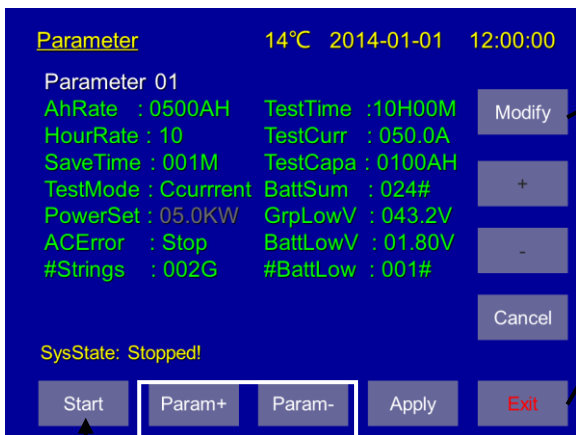 Parameter 14℃ 2014-01-01 12:00:00
Parameter 01
AhRate : 0500AH TestTime :10H00M Modify
HourRate : 10 TestCurr : 050.0A
SaveTime : 001M TestCapa : 0100AH
TestMode : Ccurrrent BattSum : 024# +
PowerSet : 05.0KW GrpLowV : 043.2V
ACError : Stop BattLowV : 01.80V -
#Strings : 002G #BattLow : 001#
Cancel
SysState: Stopped!
Start Param+ Param- Apply Exit